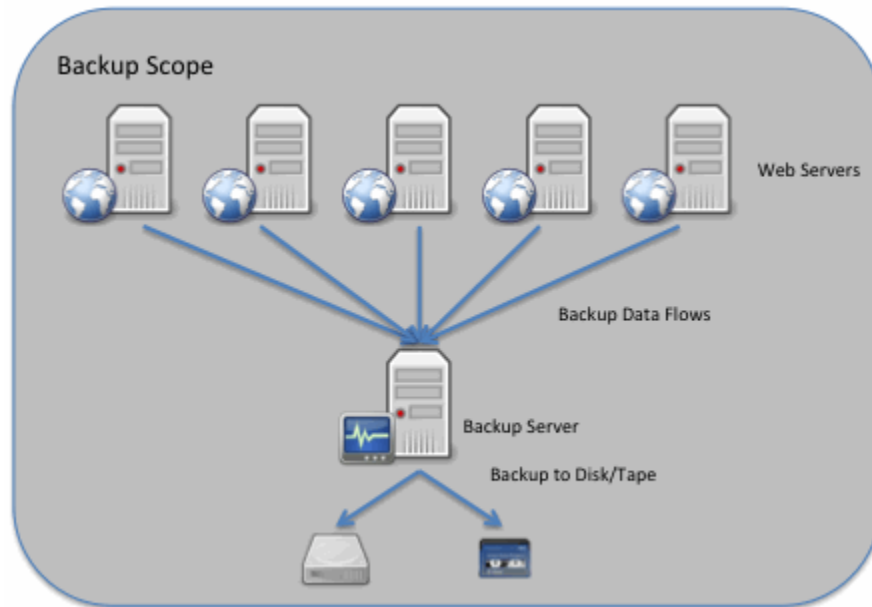 Backup Scope
Web Servers
Backup Data Flows
Backup Server
Backup to Disk/Tape